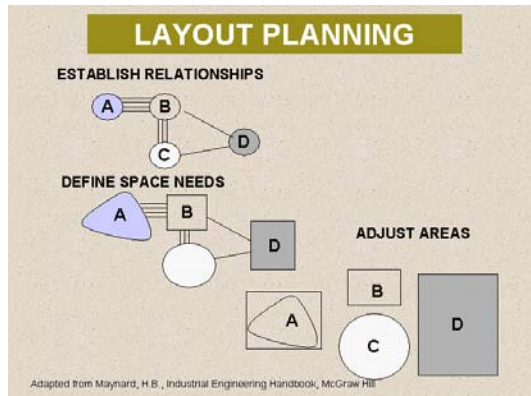 LAYOUT PLANNING
ESTABLISH RELATIONSHIPS
A B
C D
DEFINE SPACE NEEDS
A B
D
ADJUST AREAS
B
A C D
Adapted from Maynard, H.B., Industrial Engineering Handbook, McGraw Hill